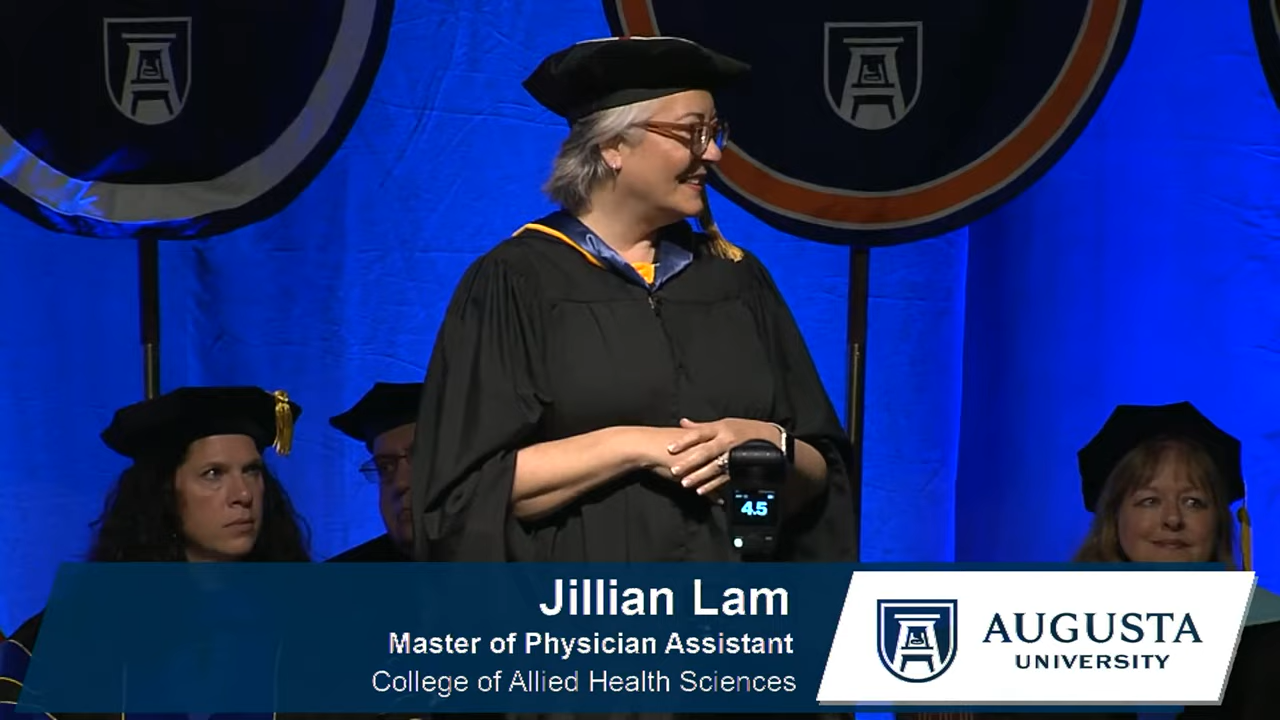 4.5
Jillian Lam
Master of Physician Assistant
College of Allied Health Sciences
AUGUSTA
UNIVERSITY